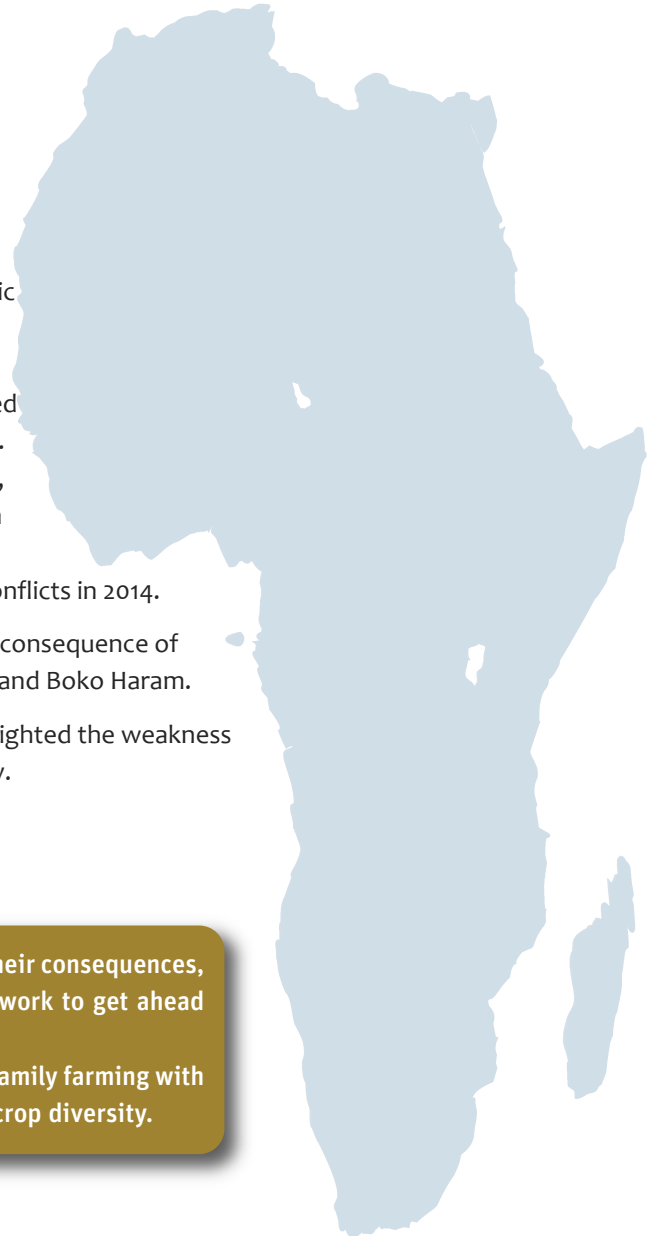 ic
ed
.
,
n
nflicts in 2014.
consequence of
and Boko Haram.
ighted the weakness
y.
heir consequences,
work to get ahead
amily farming with
crop diversity.